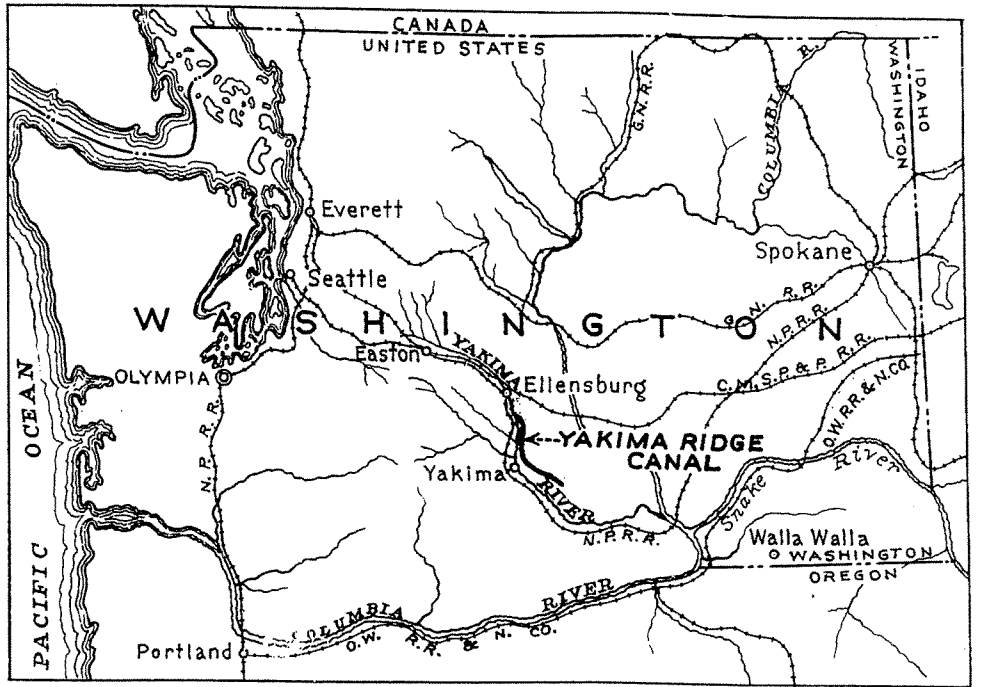 CANADA
UNITED STATES
WASHINGTON
IDAHO
G.N.R.R.
COLUMBIA R.
Everett
Spokane
Seattle
G. N. R. R.
WASHINGTON
N.P.R.R.
Easton
YAKIMA
OLYMPIA
Ellensburg
C.M.S.P.& P. R.R.
OCEAN
N.P.R.R.
O.W.R.R.& N.Co.
YAKIMA RIDGE
CANAL
Yakima
RIVER
Snake River
N.P.R.R.
Walla Walla
WASHINGTON
OREGON
PACIFIC
COLUMBIA RIVER
O.W. R.R. & N. CO.
Portland